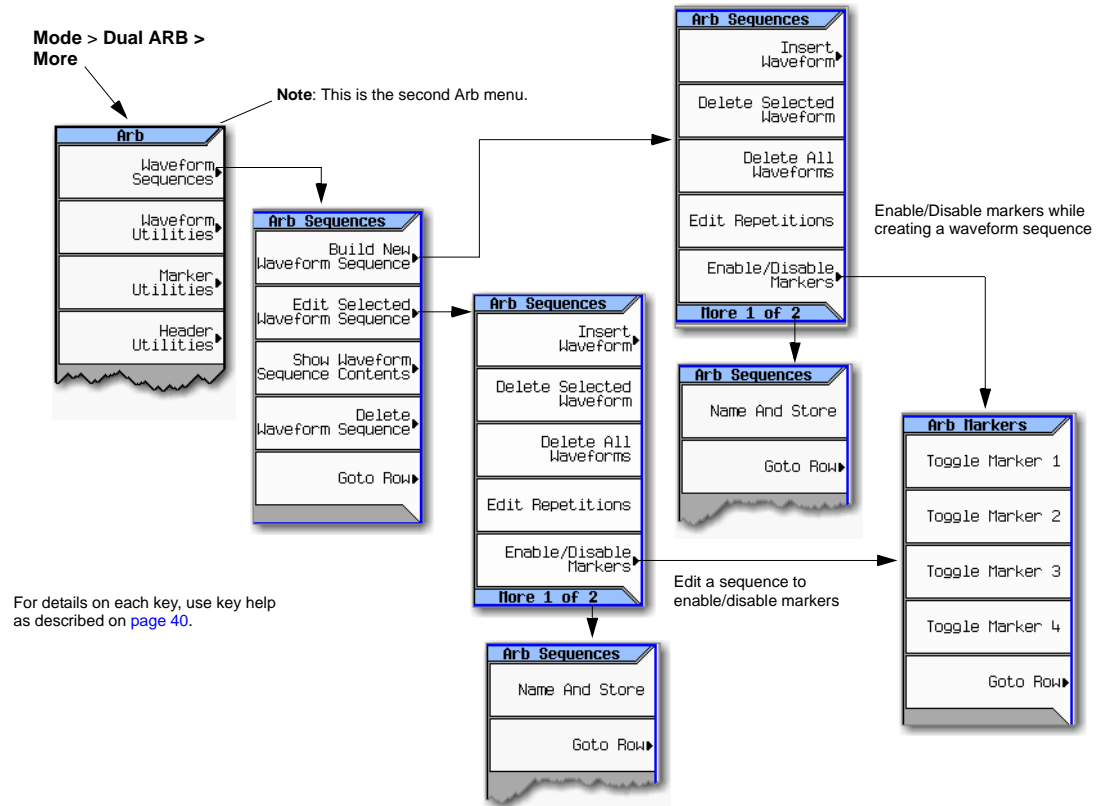 Mode > Dual ARB >
More
Note: This is the second Arb menu.
Arb
Waveform
Sequences
Waveform
Utilities
Marker
Utilities
Header
Utilities
Arb Sequences
Build New
Waveform Sequence
Edit Selected
Waveform Sequence
Show Waveform
Sequence Contents
Delete
Waveform Sequence
Goto Row
Arb Sequences
Insert
Waveform
Delete Selected
Waveform
Delete All
Waveforms
Edit Repetitions
Enable/Disable
Markers
More 1 of 2
Arb Sequences
Name And Store
Goto Row
Arb Sequences
Insert
Waveform
Delete Selected
Waveform
Delete All
Waveforms
Edit Repetitions
Enable/Disable
Markers
More 1 of 2
Arb Sequences
Name And Store
Goto Row
Enable/Disable markers while
creating a waveform sequence
Edit a sequence to
enable/disable markers
Arb Markers
Toggle Marker 1
Toggle Marker 2
Toggle Marker 3
Toggle Marker 4
Goto Row
For details on each key, use key help
as described on page 40.